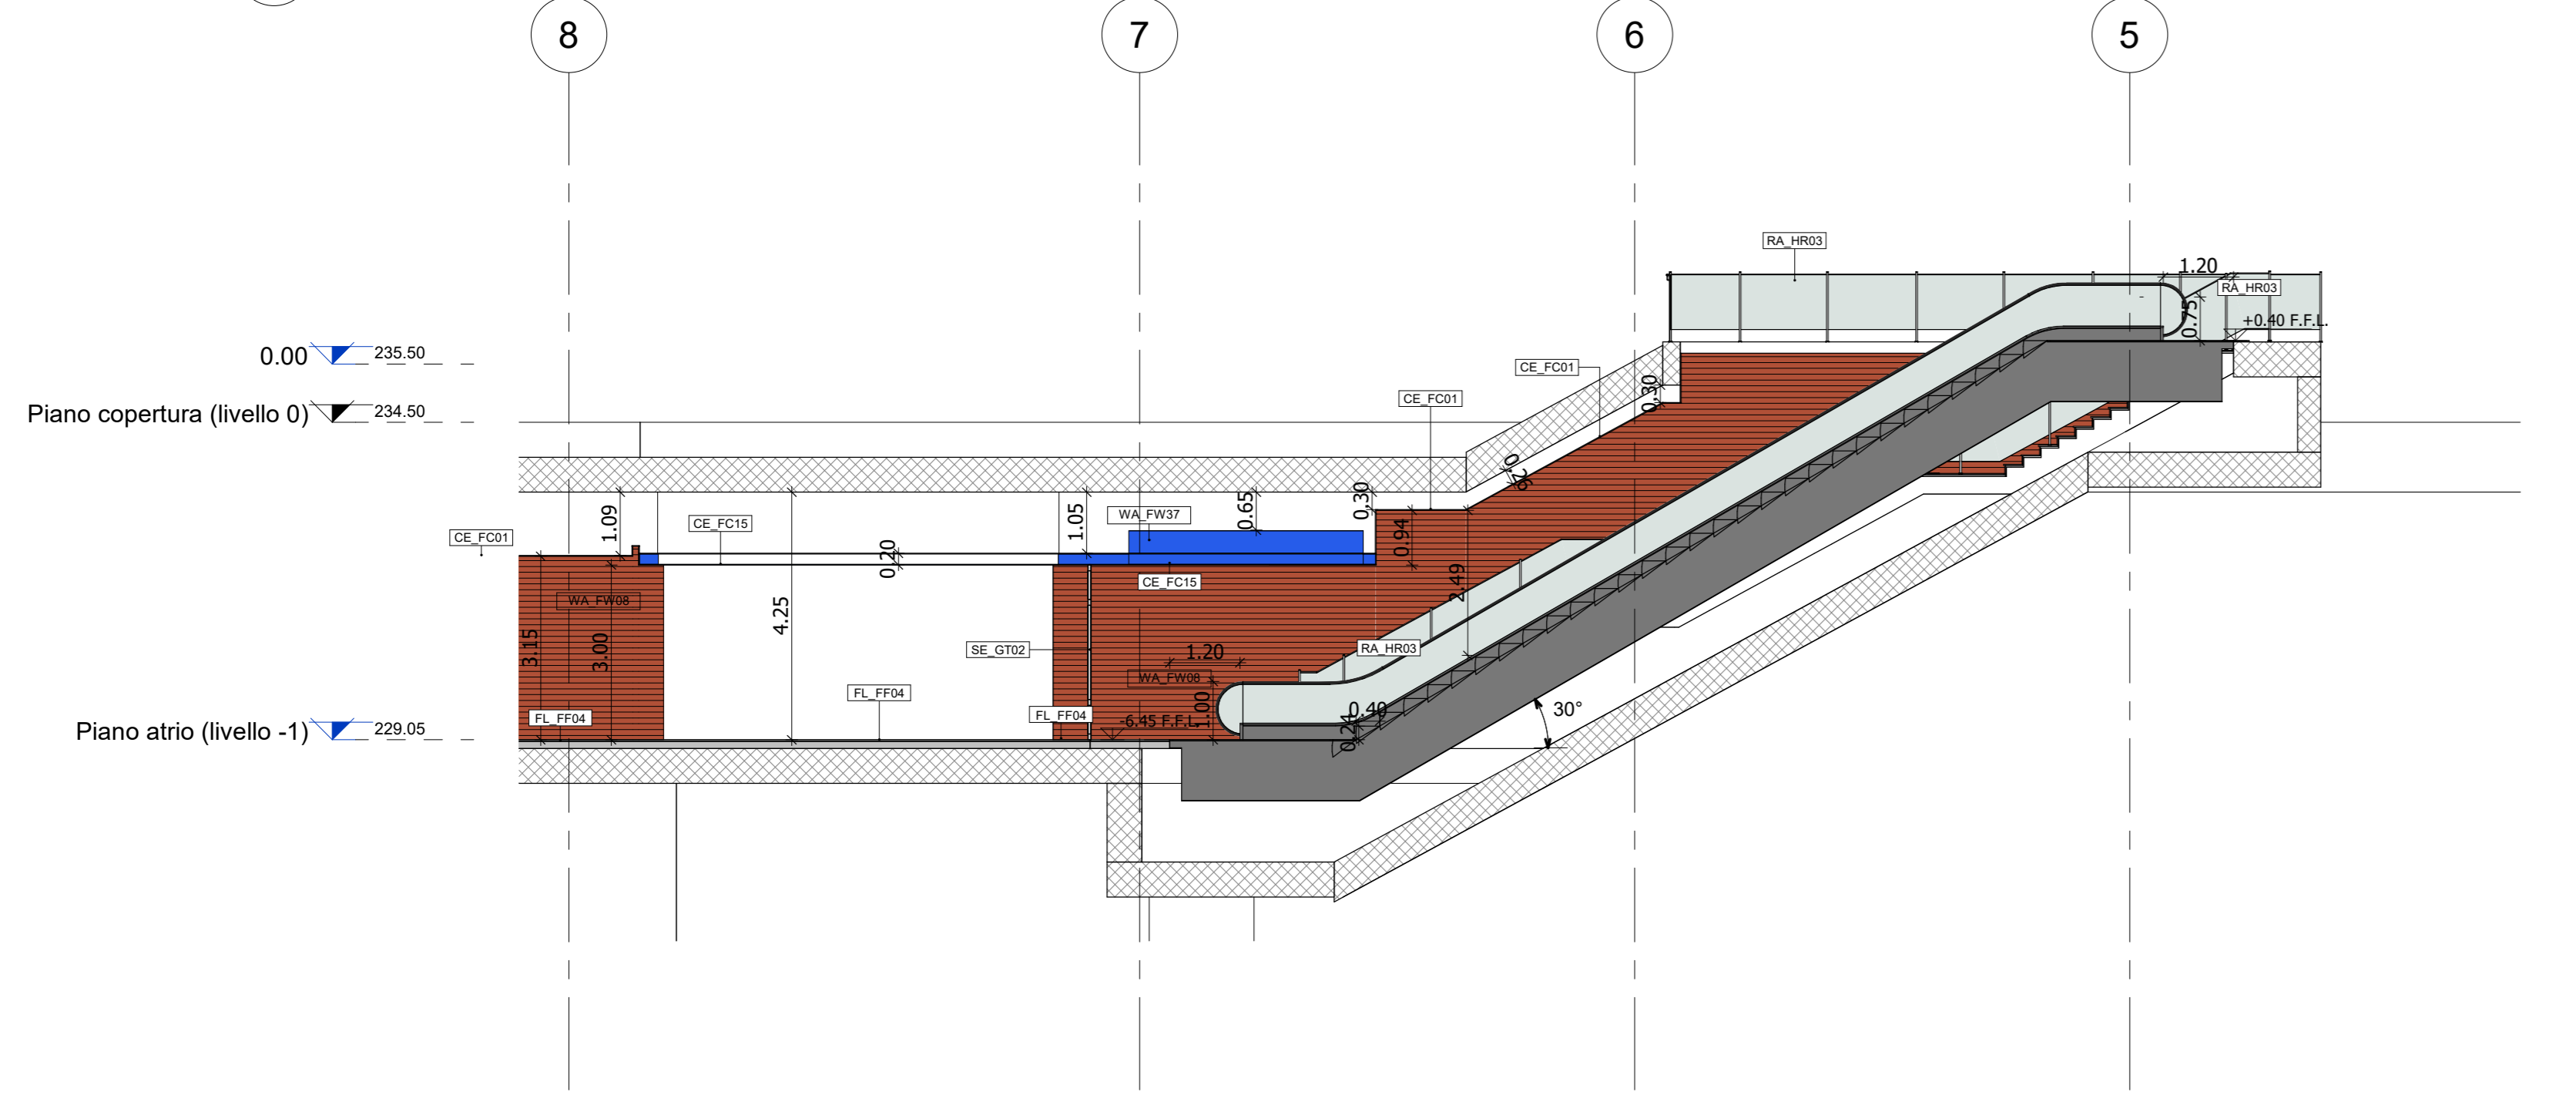 8
7
6
5
RA_HR03
1.20
RA_HR03
0.75
+0.40 F.F.L.
0.00
235.50
CE_FC01
0,30
Piano copertura (livello 0)
234.50
CE_FC01
0.26
1.09
CE_FC15
1.05
WA_FW37
0.65
0,30
0.94
CE_FC01
0.20
CE_FC15
2.49
WA_FW08
4.25
3.15
3.00
SE_GT02
1.20
RA_HR03
WA_FW08
FL_FF04
1.00
0.40
30°
FL_FF04
FL_FF04
-6.45 F.F.L.
0.24
Piano atrio (livello -1)
229.05